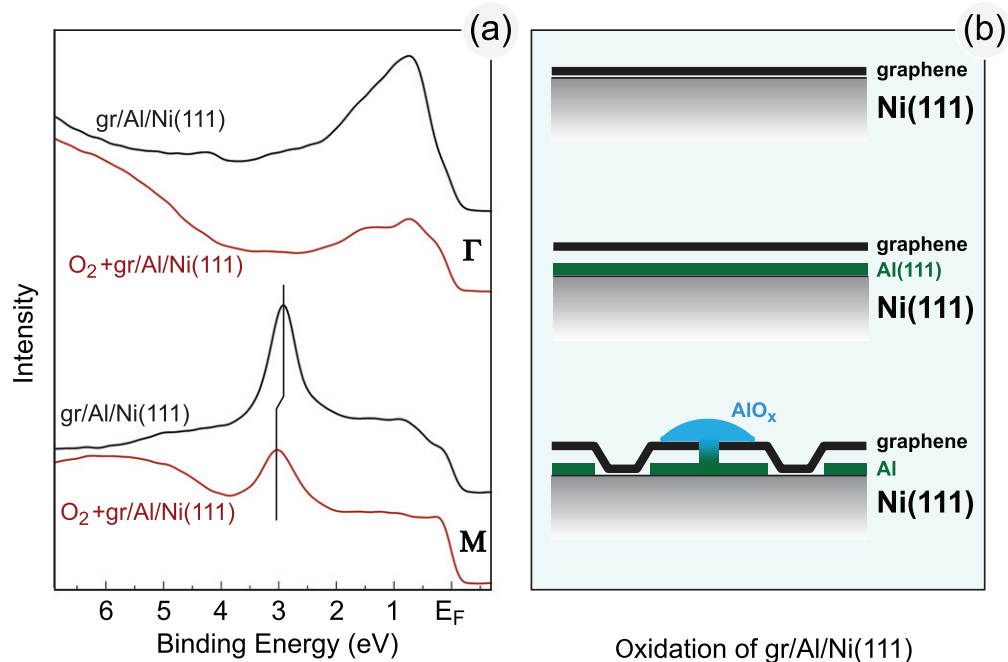 (a)
gr/Al/Ni(111)
Γ
O₂+gr/Al/Ni(111)
gr/Al/Ni(111)
O₂+gr/Al/Ni(111)
M
Intensity
6 5 4 3 2 1 E_F
Binding Energy (eV)
(b)
graphene
Ni(111)
graphene
Al(111)
Ni(111)
AlOₓ
graphene
Al
Ni(111)
Oxidation of gr/Al/Ni(111)